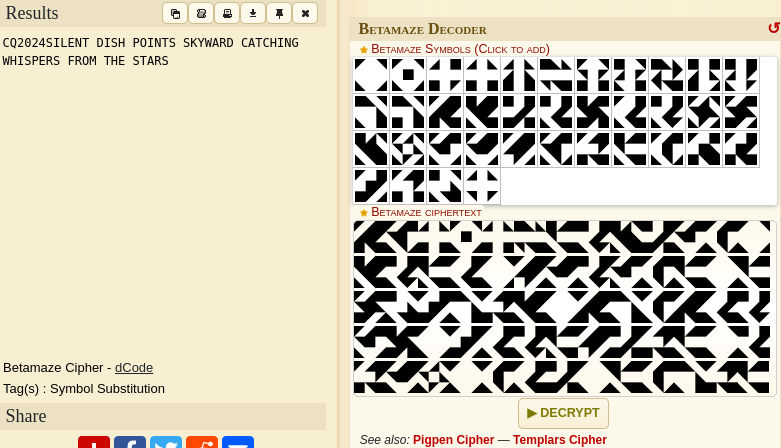 Results
CQ2024SILENT DISH POINTS SKYWARD CATCHING
WHISPERS FROM THE STARS
Betamaze Cipher - dCode
Tag(s) : Symbol Substitution
Share
Betamaze Decoder
Betamaze Symbols (Click to add)
Betamaze ciphertext
▶ DECRYPT
See also: Pigpen Cipher — Templars Cipher